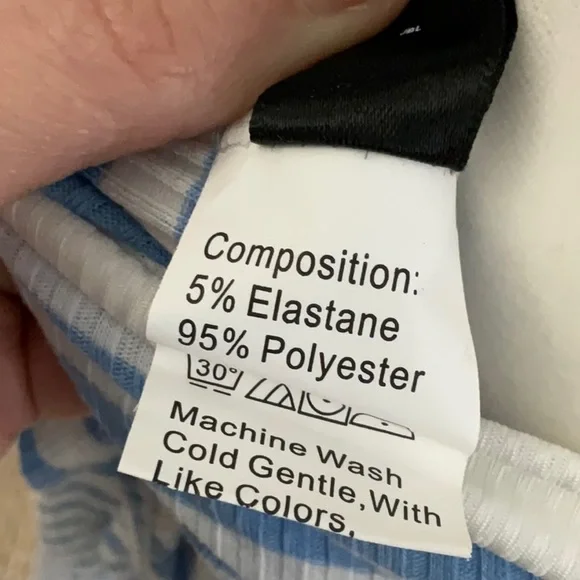 Composition:
5% Elastane
95% Polyester
30°
Machine Wash
Cold Gentle,With
Like Colors,